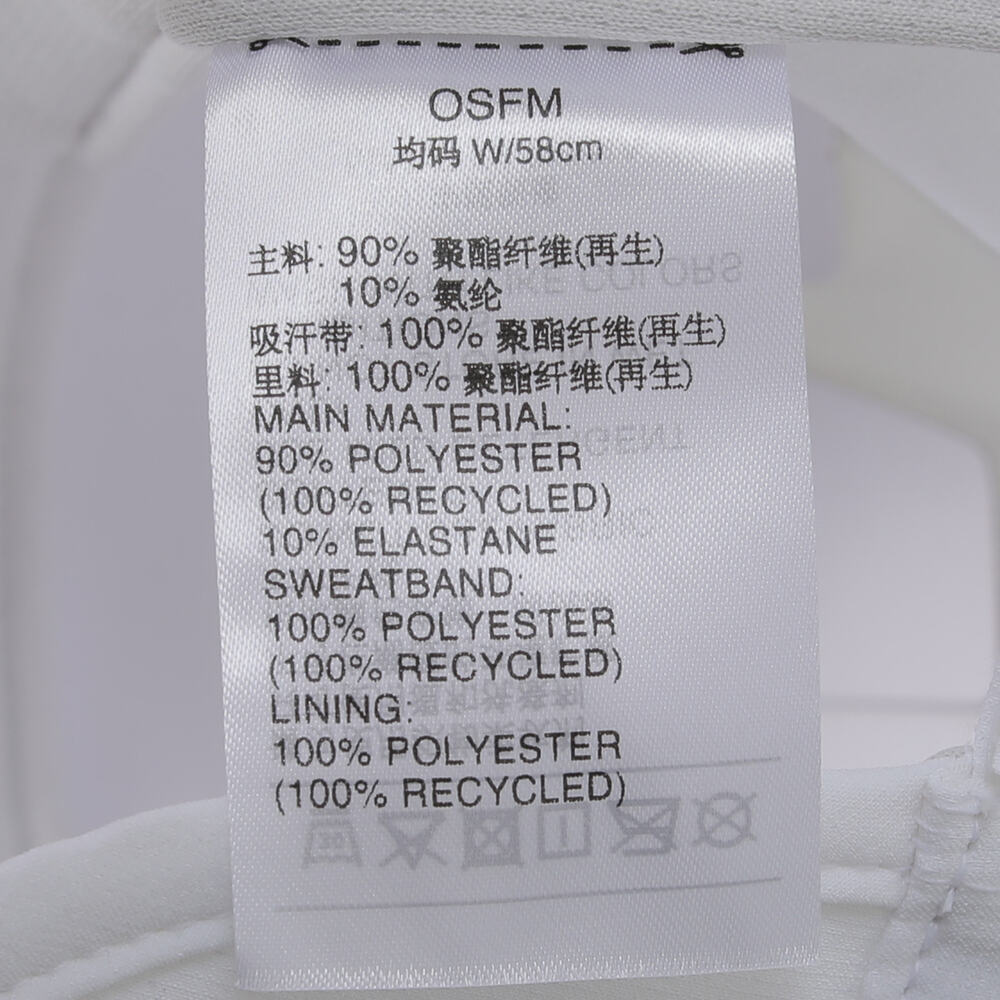 OSFM
均码 W/58cm
主料: 90% 聚酯纤维(再生)
10% 氨纶
吸汗带: 100% 聚酯纤维(再生)
里料: 100% 聚酯纤维(再生)
MAIN MATERIAL:
90% POLYESTER
(100% RECYCLED)
10% ELASTANE
SWEATBAND:
100% POLYESTER
(100% RECYCLED)
LINING:
100% POLYESTER
(100% RECYCLED)